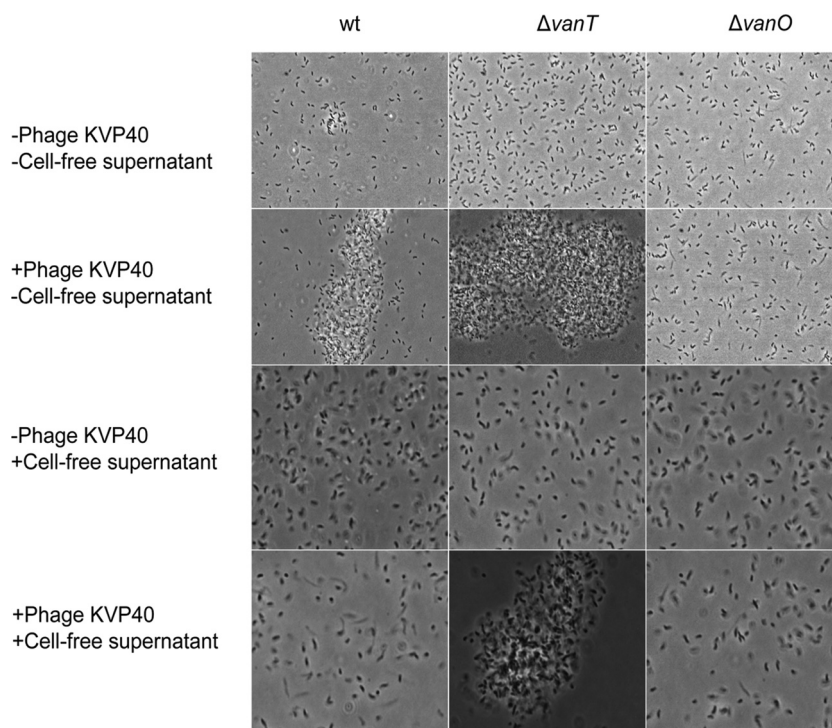 wt ΔvanT ΔvanO
-Phage KVP40
-Cell-free supernatant
+Phage KVP40
-Cell-free supernatant
-Phage KVP40
+Cell-free supernatant
+Phage KVP40
+Cell-free supernatant